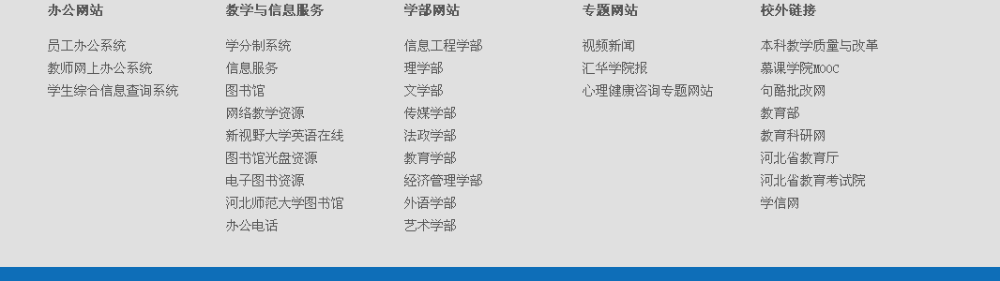 办公网站
员工办公系统
教师网上办公系统
学生综合信息查询系统
教学与信息服务
学分制系统
信息服务
图书馆
网络教学资源
新视野大学英语在线
图书馆光盘资源
电子图书资源
河北师范大学图书馆
办公电话
学部网站
信息工程学部
理学部
文学部
传媒学部
法政学部
教育学部
经济管理学部
外语学部
艺术学部
专题网站
视频新闻
汇华学院报
心理健康咨询专题网站
校外链接
本科教学质量与改革
慕课学院MOOC
句酷批改网
教育部
教育科研网
河北省教育厅
河北省教育考试院
学信网